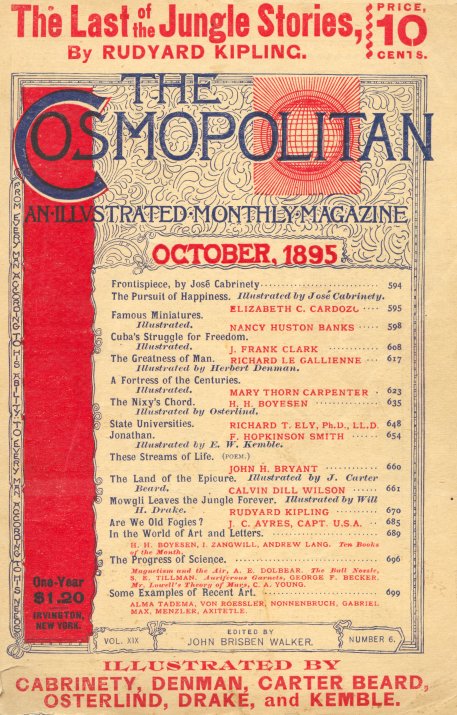 The Last of the Jungle Stories,
By RUDYARD KIPLING.
PRICE,
10
CENTS.
THE
COSMOPOLITAN
AN·ILLVSTRATED·MONTHLY·MAGAZINE
OCTOBER, 1895
FROM EVERY MAN ACCORDING TO HIS ABILITY: TO EVERY MAN ACCORDING TO HIS NEEDS
Frontispiece, by José Cabrinety 594
The Pursuit of Happiness. Illustrated by José Cabrinety.
ELIZABETH C. CARDOZO 595
Famous Miniatures.
Illustrated. NANCY HUSTON BANKS 598
Cuba's Struggle for Freedom.
Illustrated. J. FRANK CLARK 608
The Greatness of Man. RICHARD LE GALLIENNE 617
Illustrated by Herbert Denman.
A Fortress of the Centuries.
Illustrated. MARY THORN CARPENTER 623
The Nixy's Chord. H. H. BOYESEN 635
Illustrated by Osterlind.
State Universities. RICHARD T. ELY, Ph.D., LL.D. 648
Jonathan. F. HOPKINSON SMITH 654
Illustrated by E. W. Kemble.
These Streams of Life. (POEM.)
JOHN H. BRYANT 660
The Land of the Epicure. Illustrated by J. Carter
Beard. CALVIN DILL WILSON 661
Mowgli Leaves the Jungle Forever. Illustrated by Will
H. Drake. RUDYARD KIPLING 670
Are We Old Fogies? J. C. AYRES, CAPT. U.S.A. 685
In the World of Art and Letters. 689
H. H. BOYESEN, I. ZANGWILL, ANDREW LANG. Ten Books
of the Month.
The Progress of Science. 696
Magnetism and the Air, A. E. DOLBEAR. The Ball Nozzle,
S. E. TILLMAN. Auriferous Garnets, GEORGE F. BECKER.
Mr. Lowell's Theory of Mars, C. A. YOUNG.
Some Examples of Recent Art. 699
ALMA TADEMA, VON ROESSLER, NONNENBRUCH, GABRIEL
MAX, MENZLER, AXITETLE.
One-Year
$1.20
IRVINGTON,
NEW YORK.
VOL. XIX
EDITED BY
JOHN BRISBEN WALKER.
NUMBER 6.
ILLUSTRATED BY
CABRINETY, DENMAN, CARTER BEARD,
OSTERLIND, DRAKE, and KEMBLE.